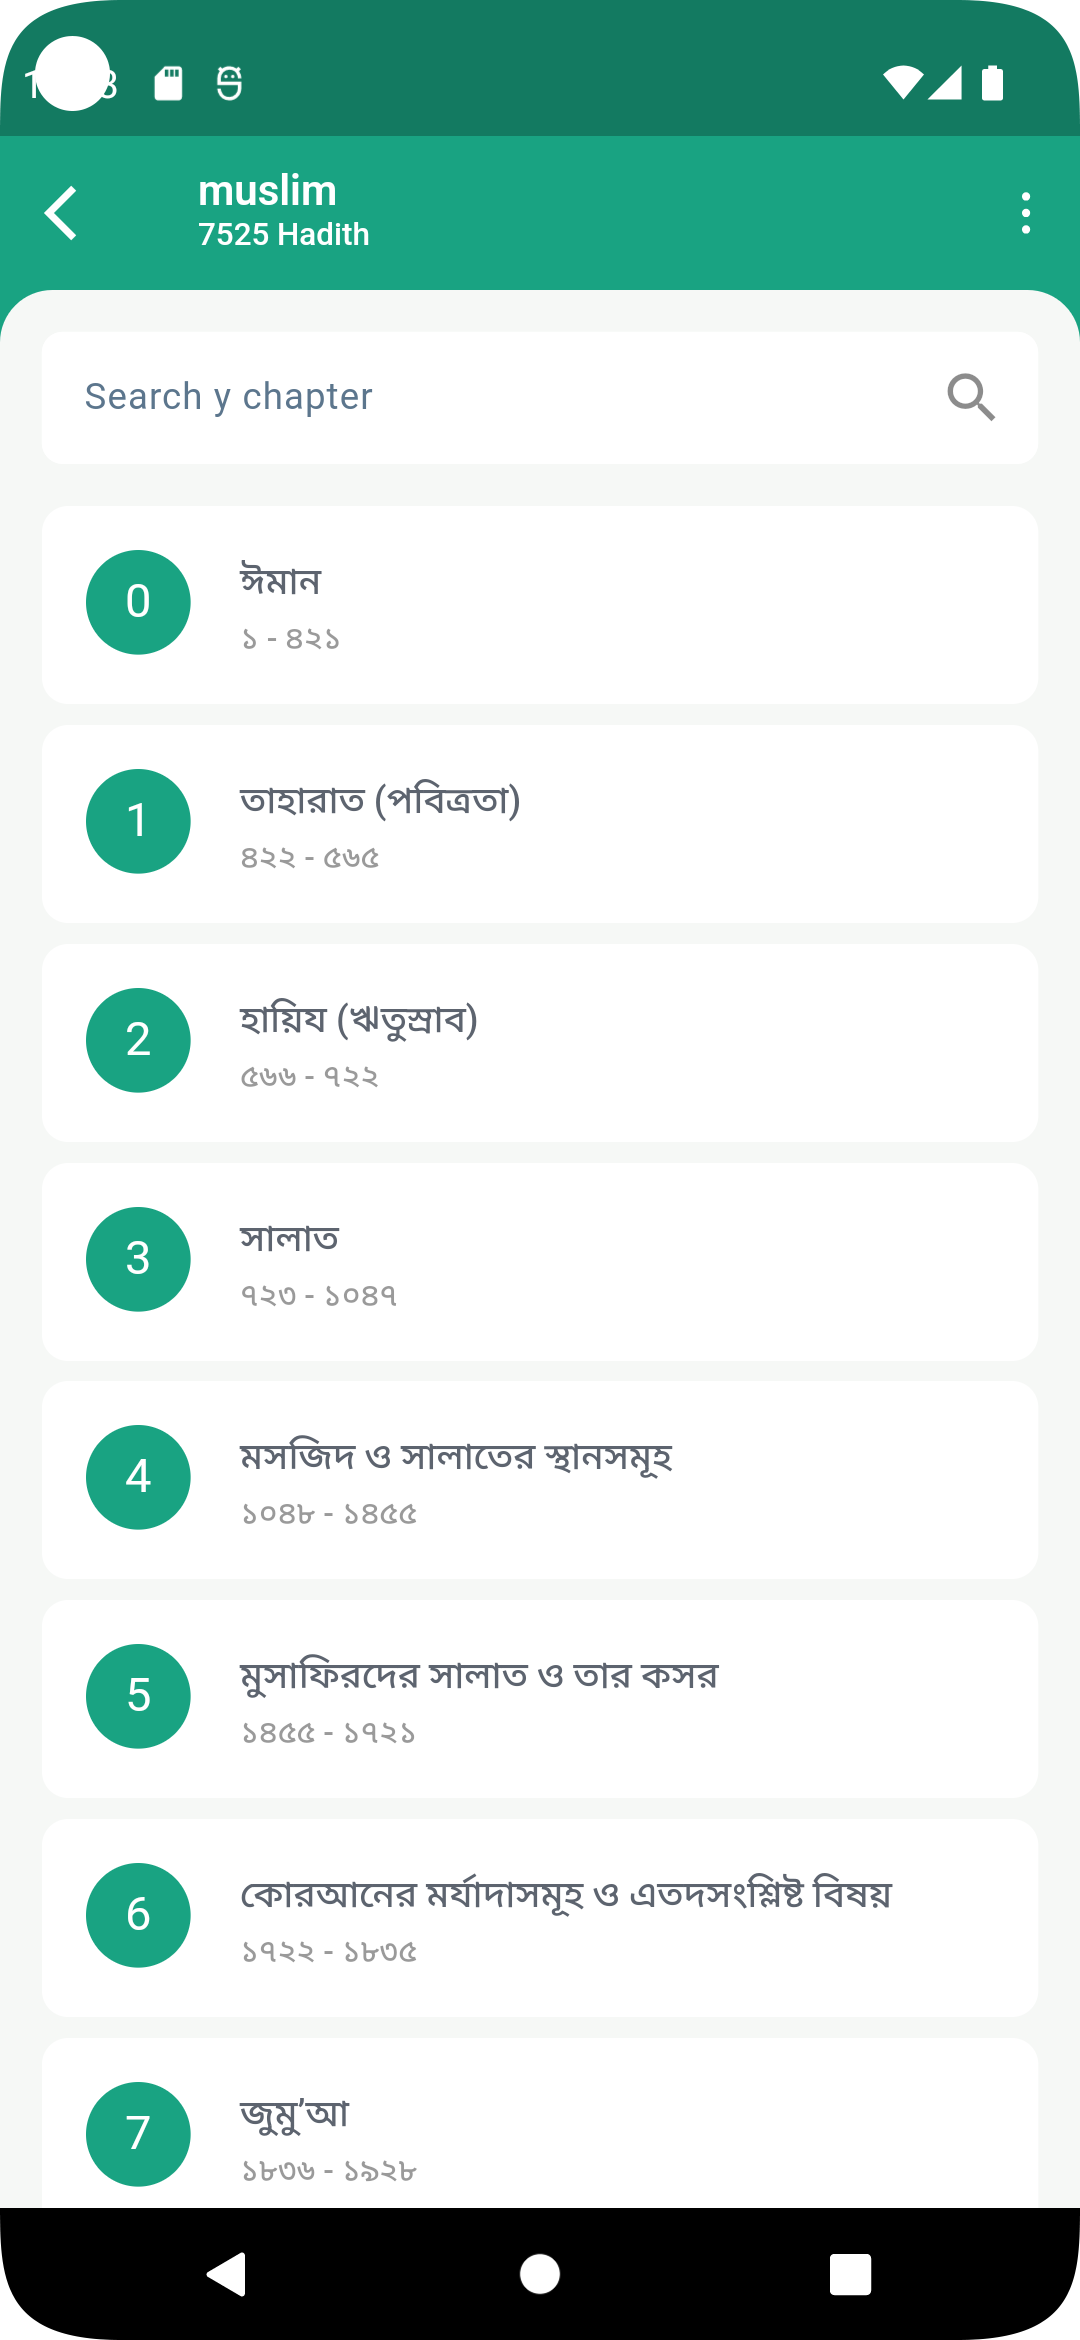 muslim
7525 Hadith
Search y chapter
0
ঈমান
১ - ৪২১
1
তাহারাত (পবিত্রতা)
৪২২ - ৫৬৫
2
হায়িয (ঋতুস্রাব)
৫৬৬ - ৭২২
3
সালাত
৭২৩ - ১০৪৭
4
মসজিদ ও সালাতের স্থানসমূহ
১০৪৮ - ১৪৫৫
5
মুসাফিরদের সালাত ও তার কসর
১৪৫৫ - ১৭২১
6
কোরআনের মর্যাদাসমূহ ও এতদসংশ্লিষ্ট বিষয়
১৭২২ - ১৮৩৫
7
জুমু’আ
১৮৩৬ - ১৯২৮